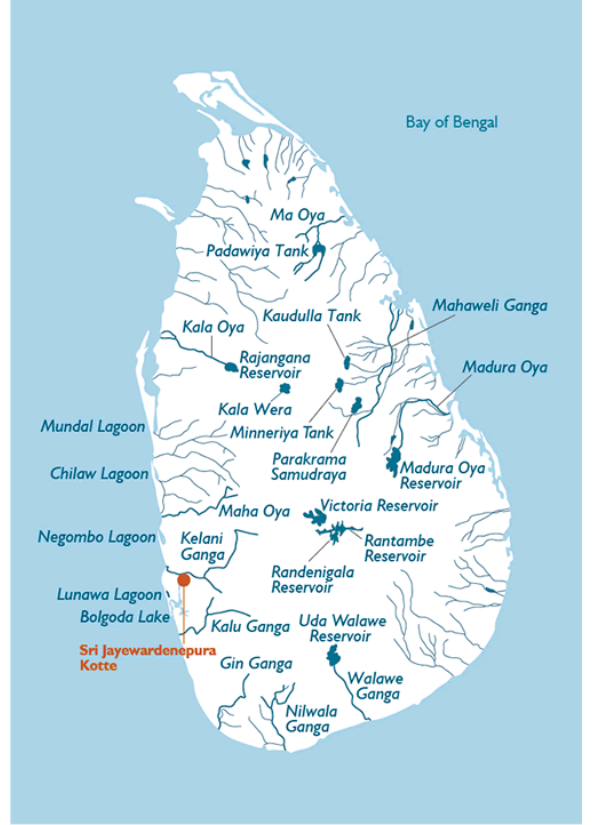 Bay of Bengal
Ma Oya
Padawiya Tank
Mahaweli Ganga
Kaudulla Tank
Kala Oya
Rajangana
Reservoir
Madura Oya
Kala Wera
Mundal Lagoon
Minneriya Tank
Parakrama
Samudraya
Madura Oya
Reservoir
Chilaw Lagoon
Maha Oya
Victoria Reservoir
Negombo Lagoon
Kelani
Ganga
Rantambe
Reservoir
Randenigala
Reservoir
Lunawa Lagoon
Bolgoda Lake
Kalu Ganga
Uda Walawe
Reservoir
Sri Jayewardenepura
Kotte
Gin Ganga
Walawe
Ganga
Nilwala
Ganga